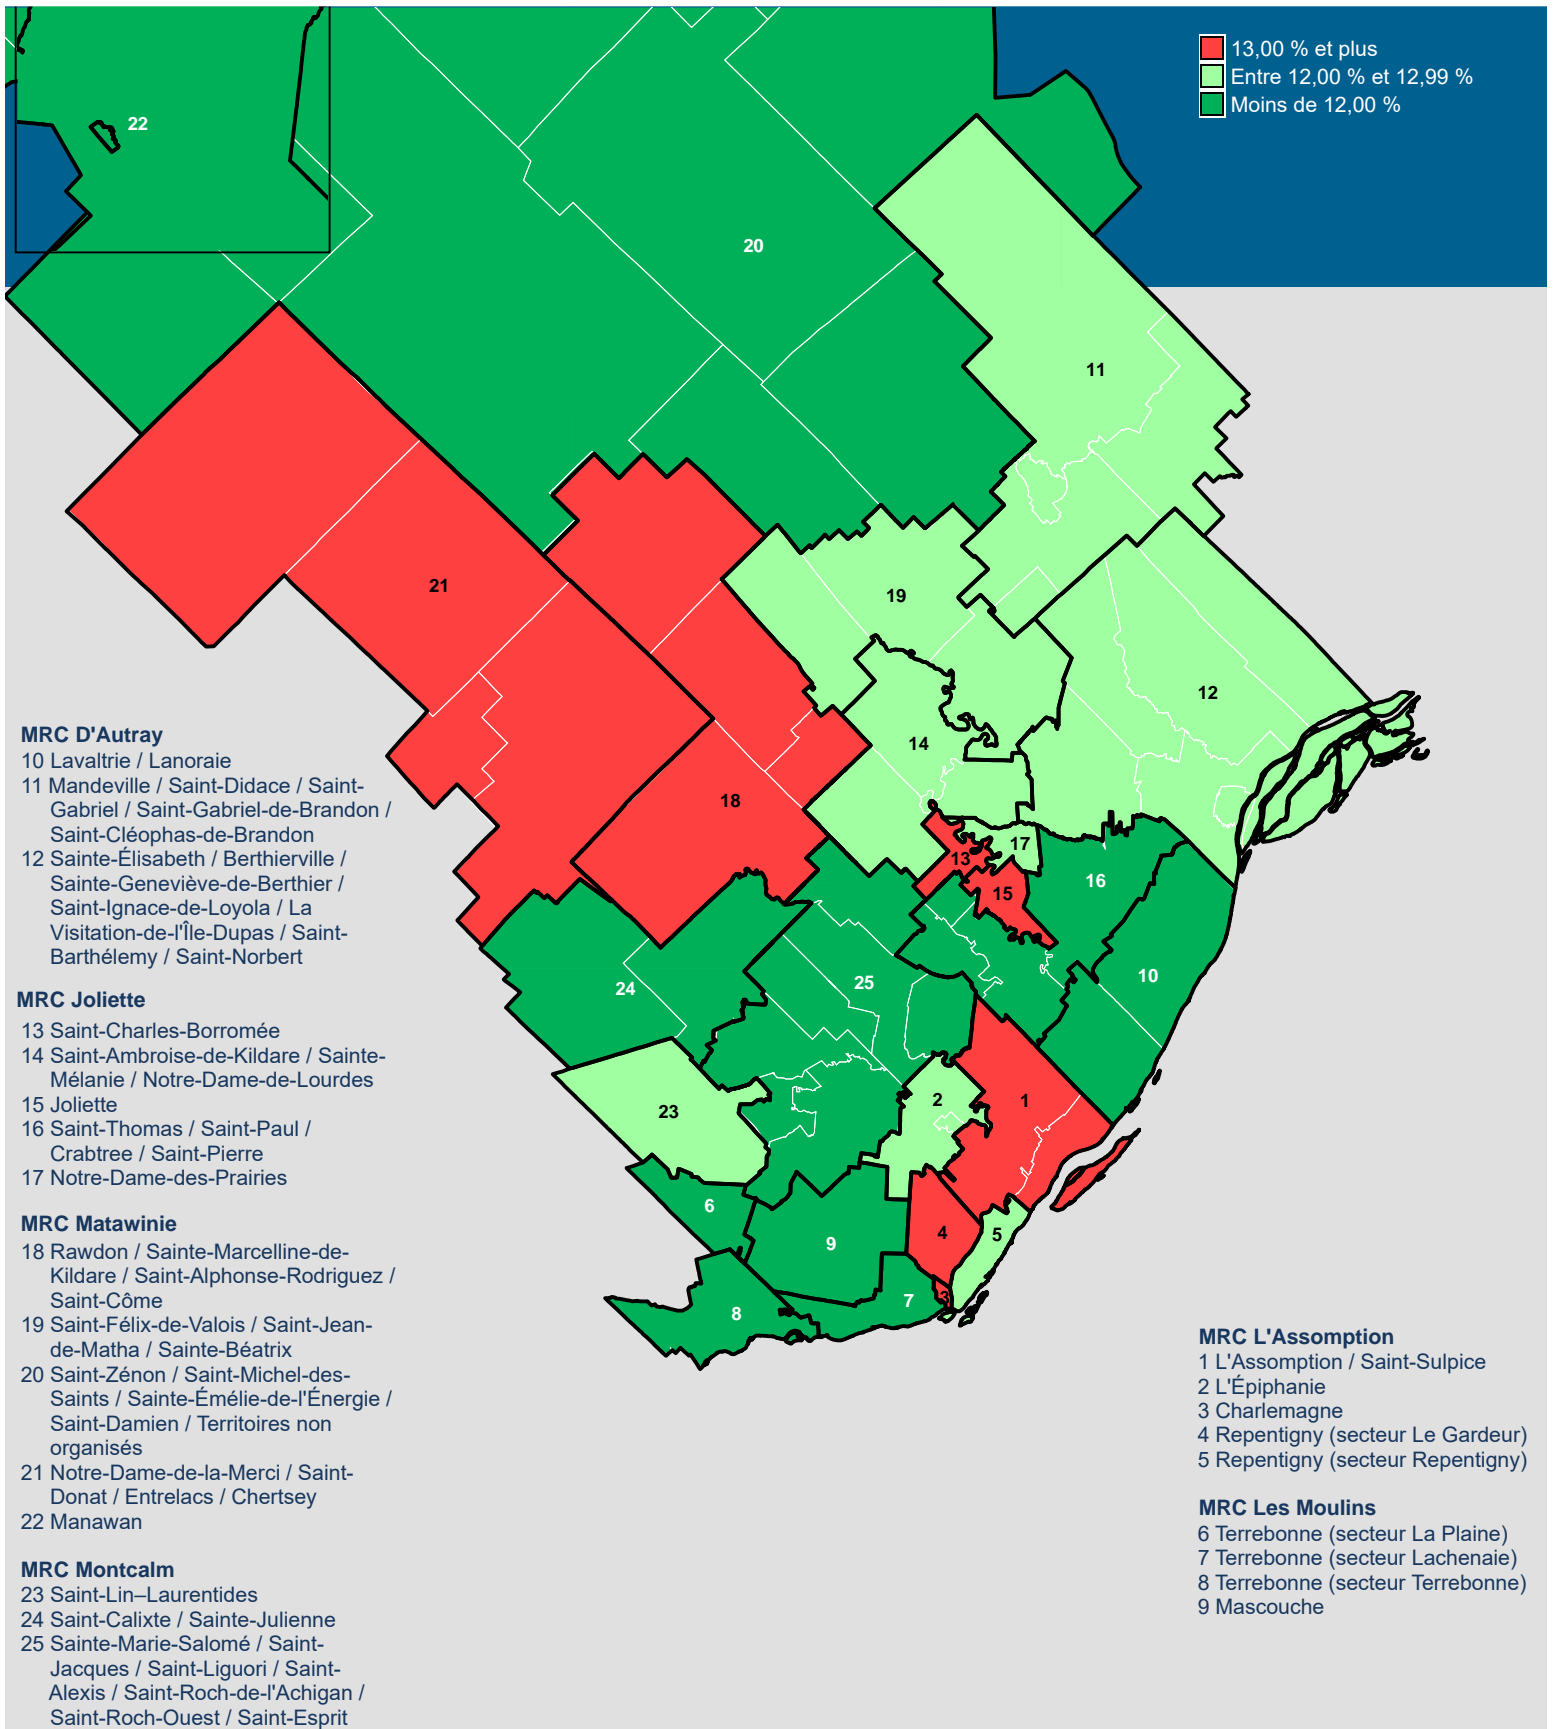 13,00 % et plus
Entre 12,00 % et 12,99 %
Moins de 12,00 %
22
20
11
21
19
12
14
18
17
13
15
16
10
25
24
2
1
23
6
4
5
9
3
7
8
MRC D'Autray
10 Lavaltrie / Lanoraie
11 Mandeville / Saint-Didace / Saint-
Gabriel / Saint-Gabriel-de-Brandon /
Saint-Cléophas-de-Brandon
12 Sainte-Élisabeth / Berthierville /
Sainte-Geneviève-de-Berthier /
Saint-Ignace-de-Loyola / La
Visitation-de-l'Île-Dupas / Saint-
Barthélemy / Saint-Norbert
MRC Joliette
13 Saint-Charles-Borromée
14 Saint-Ambroise-de-Kildare / Sainte-
Mélanie / Notre-Dame-de-Lourdes
15 Joliette
16 Saint-Thomas / Saint-Paul /
Crabtree / Saint-Pierre
17 Notre-Dame-des-Prairies
MRC Matawinie
18 Rawdon / Sainte-Marcelline-de-
Kildare / Saint-Alphonse-Rodriguez /
Saint-Côme
19 Saint-Félix-de-Valois / Saint-Jean-
de-Matha / Sainte-Béatrix
20 Saint-Zénon / Saint-Michel-des-
Saints / Sainte-Émélie-de-l'Énergie /
Saint-Damien / Territoires non
organisés
21 Notre-Dame-de-la-Merci / Saint-
Donat / Entrelacs / Chertsey
22 Manawan
MRC Montcalm
23 Saint-Lin–Laurentides
24 Saint-Calixte / Sainte-Julienne
25 Sainte-Marie-Salomé / Saint-
Jacques / Saint-Liguori / Saint-
Alexis / Saint-Roch-de-l'Achigan /
Saint-Roch-Ouest / Saint-Esprit
MRC L'Assomption
1 L'Assomption / Saint-Sulpice
2 L'Épiphanie
3 Charlemagne
4 Repentigny (secteur Le Gardeur)
5 Repentigny (secteur Repentigny)
MRC Les Moulins
6 Terrebonne (secteur La Plaine)
7 Terrebonne (secteur Lachenaie)
8 Terrebonne (secteur Terrebonne)
9 Mascouche